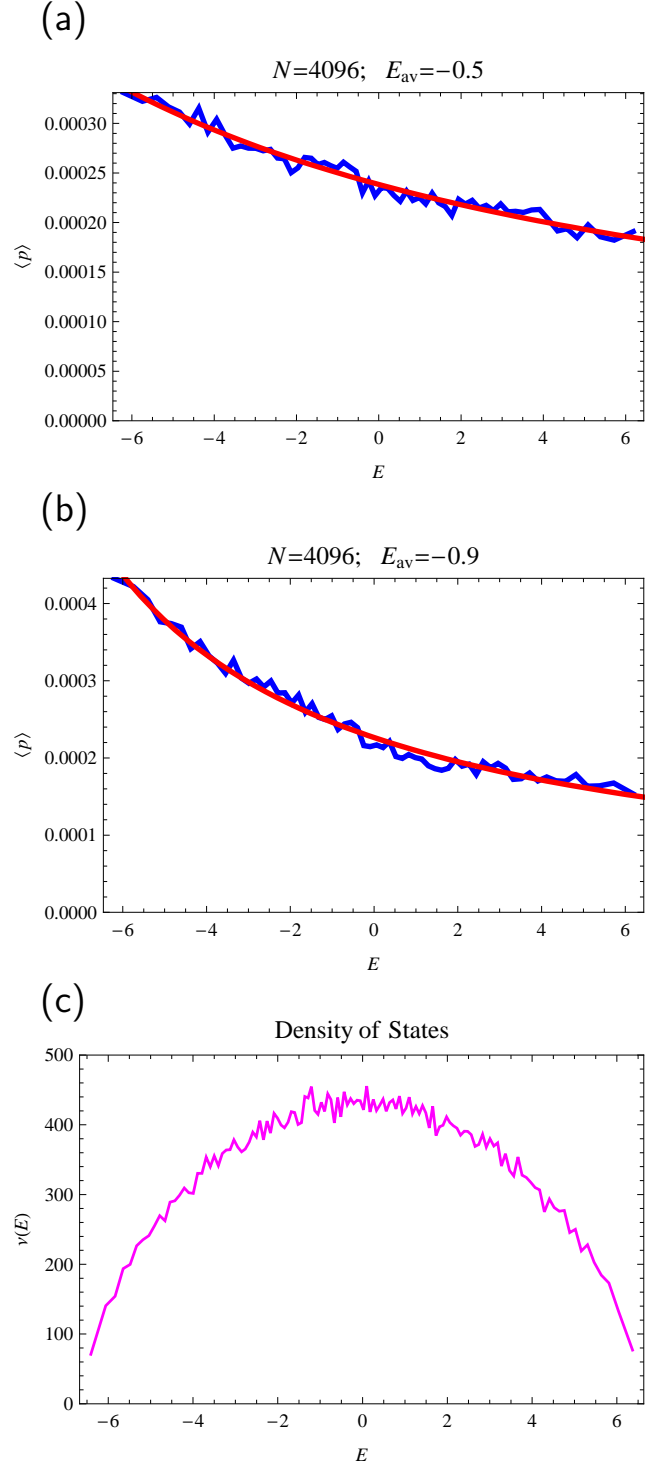 (a)
N=4096; E_av=−0.5
0.00030
0.00025
0.00020
0.00015
0.00010
0.00005
0.00000
⟨p⟩
−6 −4 −2 0 2 4 6
E
(b)
N=4096; E_av=−0.9
0.0004
0.0003
0.0002
0.0001
0.0000
⟨p⟩
−6 −4 −2 0 2 4 6
E
(c)
Density of States
500
400
300
200
100
0
ν(E)
−6 −4 −2 0 2 4 6
E